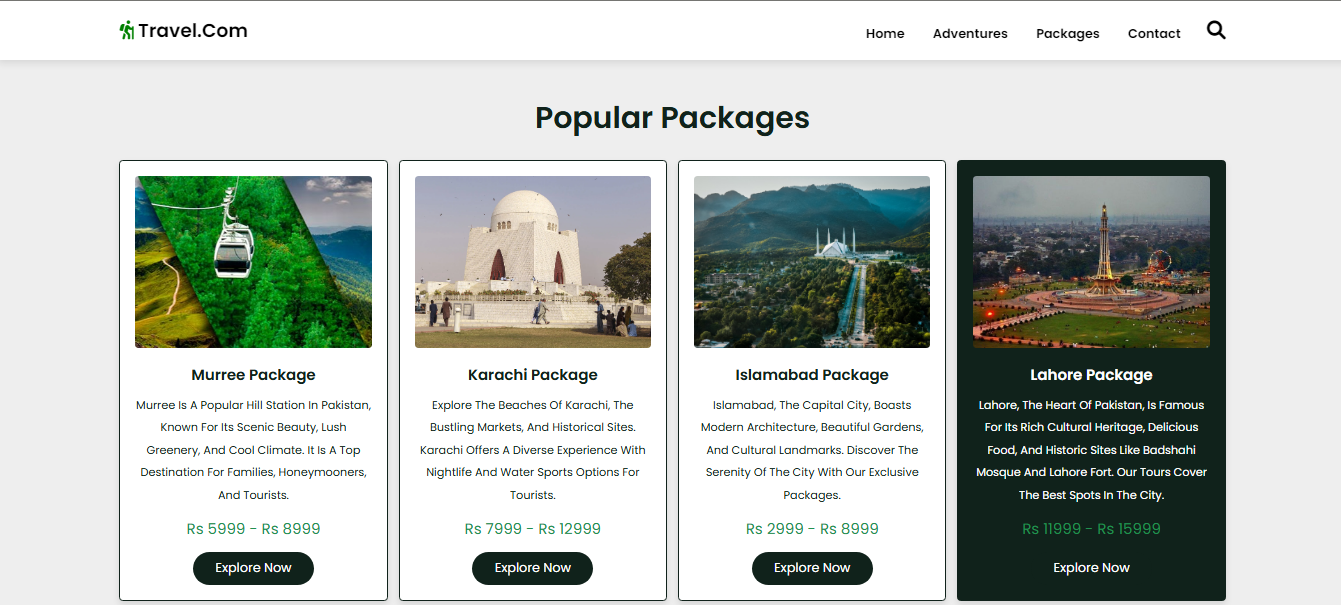 Travel.Com
Home Adventures Packages Contact
Popular Packages
Murree Package
Murree Is A Popular Hill Station In Pakistan,
Known For Its Scenic Beauty, Lush
Greenery, And Cool Climate. It Is A Top
Destination For Families, Honeymooners,
And Tourists.
Rs 5999 - Rs 8999
Explore Now
Karachi Package
Explore The Beaches Of Karachi, The
Bustling Markets, And Historical Sites.
Karachi Offers A Diverse Experience With
Nightlife And Water Sports Options For
Tourists.
Rs 7999 - Rs 12999
Explore Now
Islamabad Package
Islamabad, The Capital City, Boasts
Modern Architecture, Beautiful Gardens,
And Cultural Landmarks. Discover The
Serenity Of The City With Our Exclusive
Packages.
Rs 2999 - Rs 8999
Explore Now
Lahore Package
Lahore, The Heart Of Pakistan, Is Famous
For Its Rich Cultural Heritage, Delicious
Food, And Historic Sites Like Badshahi
Mosque And Lahore Fort. Our Tours Cover
The Best Spots In The City.
Rs 11999 - Rs 15999
Explore Now